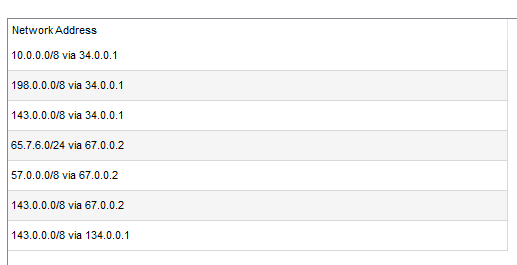 Network Address
10.0.0.0/8 via 34.0.0.1
198.0.0.0/8 via 34.0.0.1
143.0.0.0/8 via 34.0.0.1
65.7.6.0/24 via 67.0.0.2
57.0.0.0/8 via 67.0.0.2
143.0.0.0/8 via 67.0.0.2
143.0.0.0/8 via 134.0.0.1